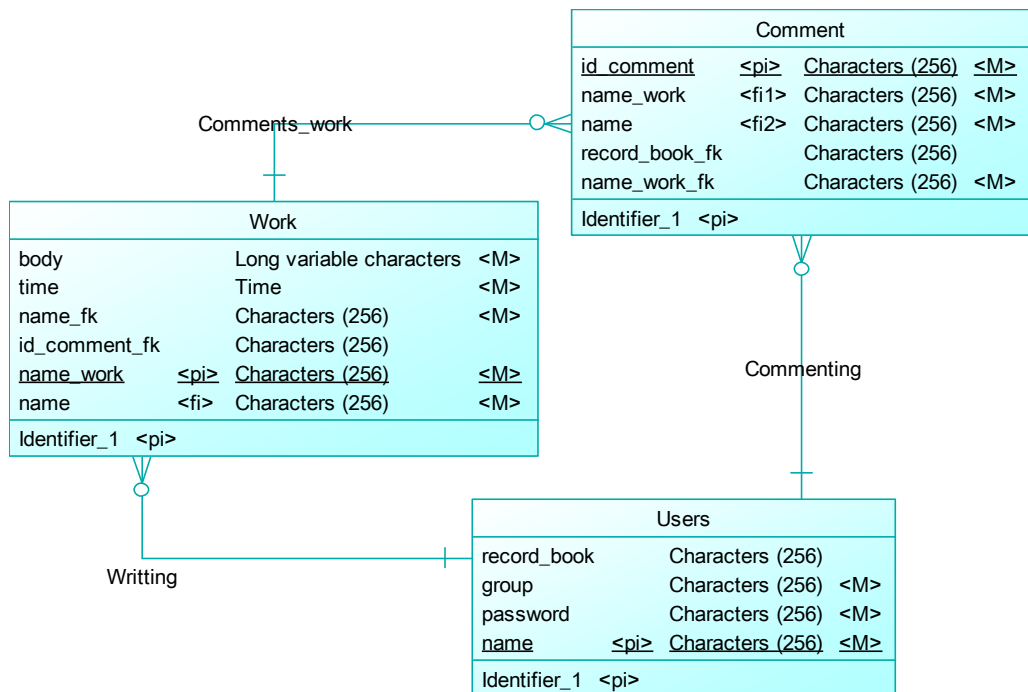 Comment
id_comment <pi> Characters (256) <M>
name_work <fi1> Characters (256) <M>
name <fi2> Characters (256) <M>
record_book_fk Characters (256)
name_work_fk Characters (256) <M>
Identifier_1 <pi>
Comments_work
Work
body Long variable characters <M>
time Time <M>
name_fk Characters (256) <M>
id_comment_fk Characters (256)
name_work <pi> Characters (256) <M>
name <fi> Characters (256) <M>
Identifier_1 <pi>
Commenting
Writting
Users
record_book Characters (256)
group Characters (256) <M>
password Characters (256) <M>
name <pi> Characters (256) <M>
Identifier_1 <pi>